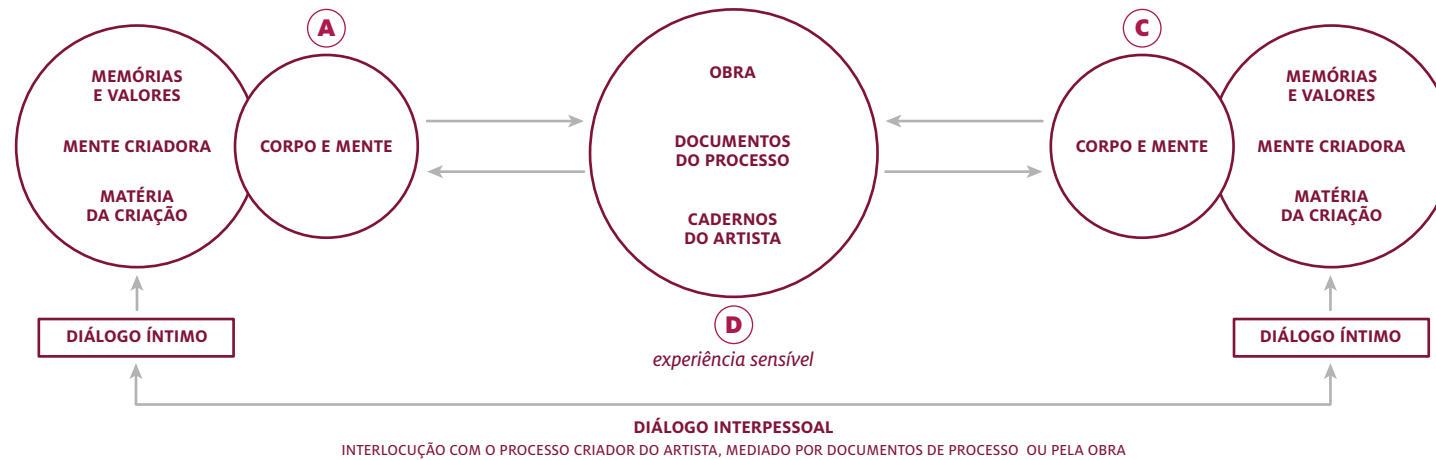 A
MEMÓRIAS
E VALORES
MENTE CRIADORA
MATÉRIA
DA CRIAÇÃO
CORPO E MENTE
OBRA
DOCUMENTOS
DO PROCESSO
CADERNOS
DO ARTISTA
D
experiência sensível
C
CORPO E MENTE
MEMÓRIAS
E VALORES
MENTE CRIADORA
MATÉRIA
DA CRIAÇÃO
DIÁLOGO ÍNTIMO
DIÁLOGO ÍNTIMO
DIÁLOGO INTERPESSOAL
INTERLOCUÇÃO COM O PROCESSO CRIADOR DO ARTISTA, MEDIADO POR DOCUMENTOS DE PROCESSO OU PELA OBRA